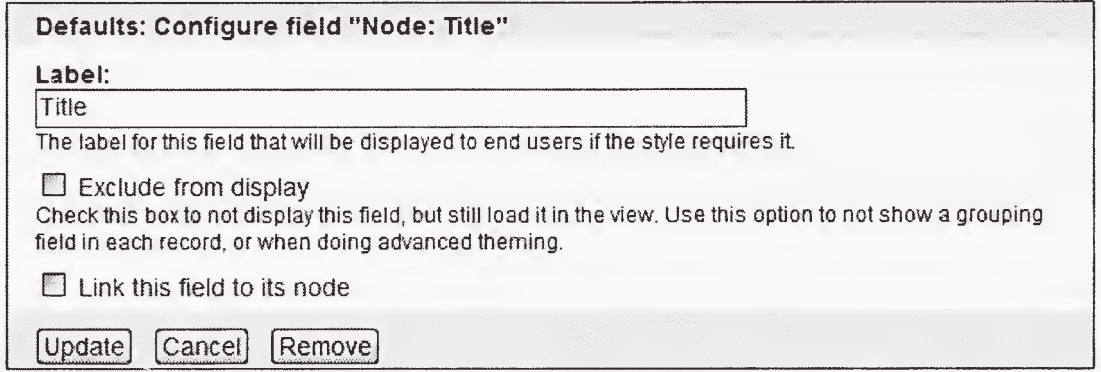 Defaults: Configure field "Node: Title"
Label:
Title
The label for this field that will be displayed to end users if the style requires it.
Exclude from display
Check this box to not display this field, but still load it in the view. Use this option to not show a grouping
field in each record, or when doing advanced theming.
Link this field to its node
Update Cancel Remove